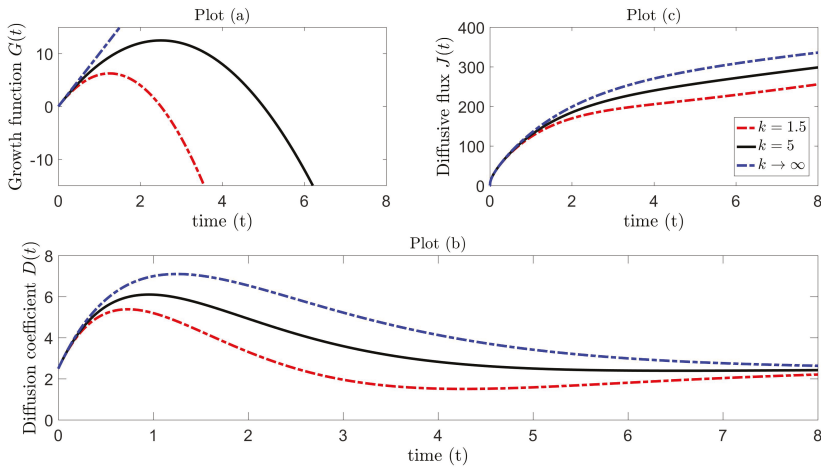 Plot (a)
Growth function G(t)
10
0
-10
0 2 4 6 8
time (t)
Plot (c)
Diffusive flux J(t)
400
300
200
100
0
0 2 4 6 8
time (t)
k = 1.5
k = 5
k → ∞
Plot (b)
Diffusion coefficient D(t)
8
6
4
2
0
0 1 2 3 4 5 6 7 8
time (t)